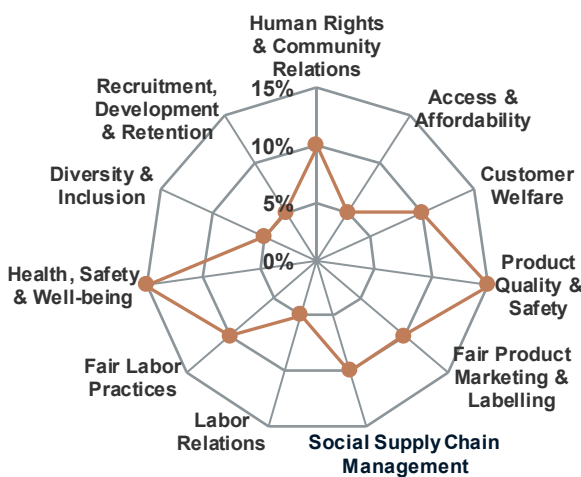 Human Rights
& Community
Relations
15%
10%
5%
0%
Access &
Affordability
Customer
Welfare
Product
Quality &
Safety
Fair Product
Marketing &
Labelling
Social Supply Chain
Management
Labor
Relations
Fair Labor
Practices
Health, Safety
& Well-being
Diversity &
Inclusion
Recruitment,
Development
& Retention